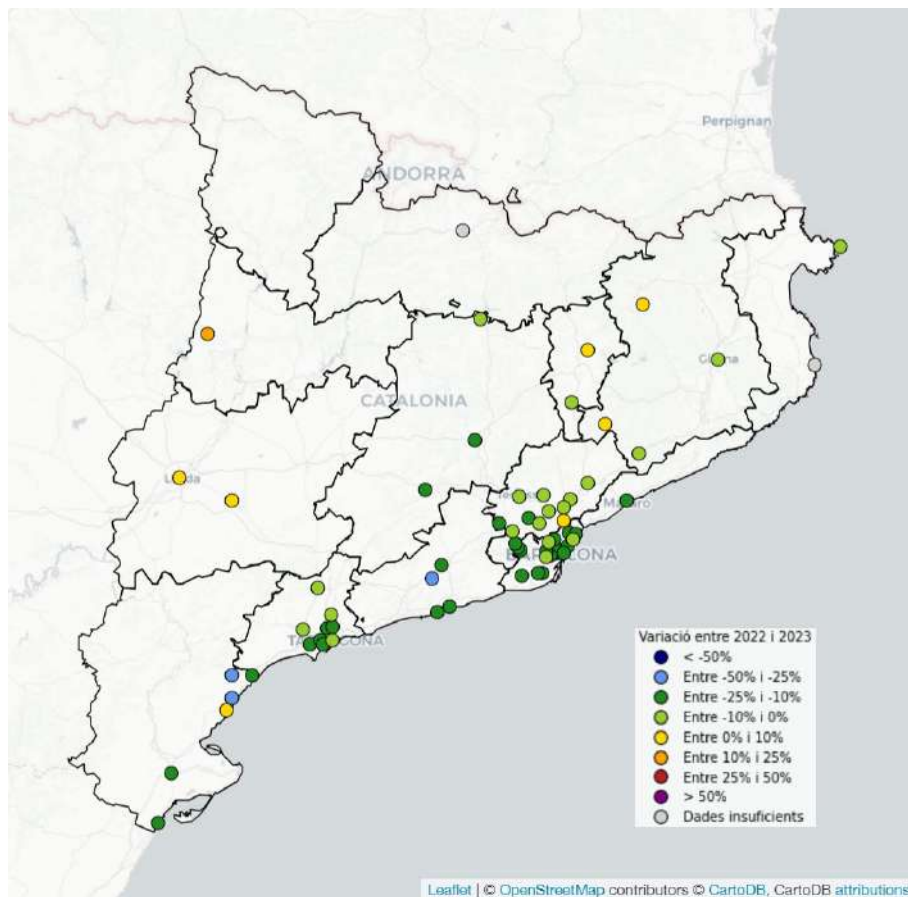 Perpignan
ANDORRA
Girona
CATALONIA
Lleida
Mataró
BARCELONA
TARRAGONA
Variació entre 2022 i 2023
< -50%
Entre -50% i -25%
Entre -25% i -10%
Entre -10% i 0%
Entre 0% i 10%
Entre 10% i 25%
Entre 25% i 50%
> 50%
Dades insuficients
Leaflet | © OpenStreetMap contributors © CartoDB, CartoDB attributions